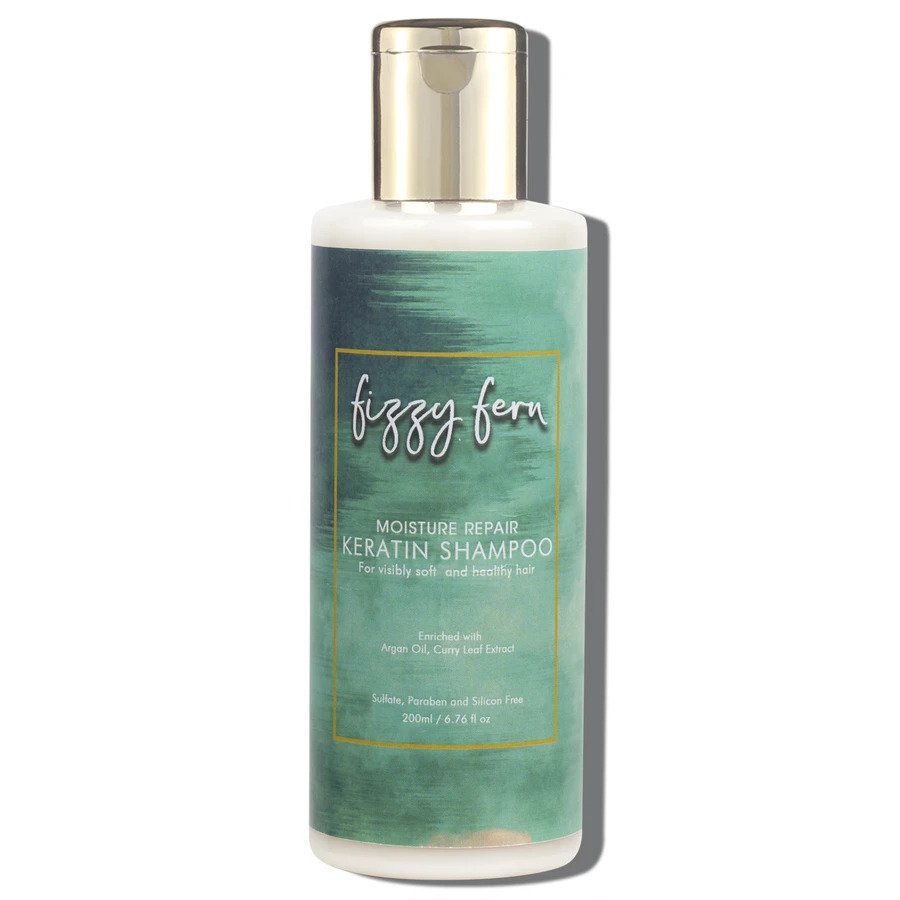 fizzy fern
MOISTURE REPAIR
KERATIN SHAMPOO
For visibly soft and healthy hair
Enriched with
Argan Oil, Curry Leaf Extract
Sulfate, Paraben and Silicon Free
200ml / 6.76 fl oz